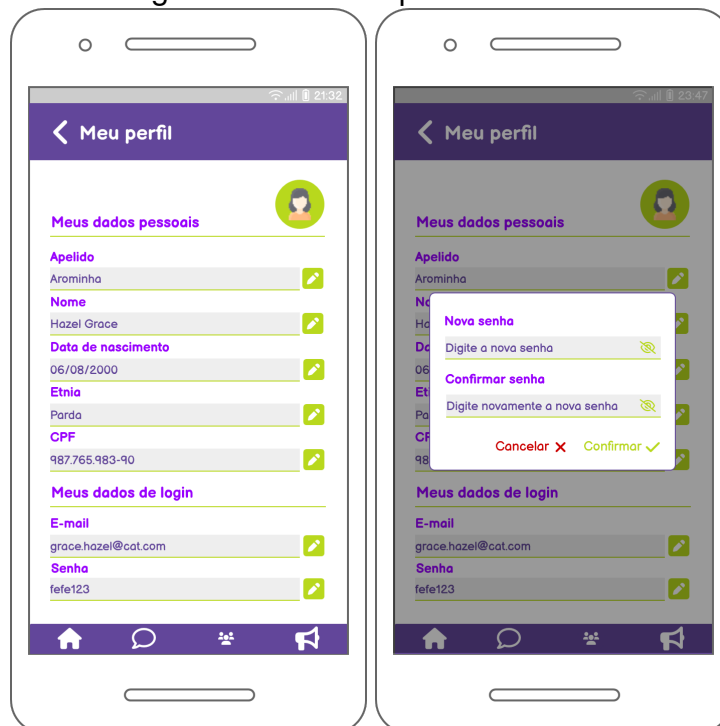 21:32
Meu perfil
Meus dados pessoais
Apelido
Arominha
Nome
Hazel Grace
Data de nascimento
06/08/2000
Etnia
Parda
CPF
987.765.983-90
Meus dados de login
E-mail
grace.hazel@cat.com
Senha
fefe123
23:47
Meu perfil
Meus dados pessoais
Apelido
Arominha
Nova senha
Digite a nova senha
Confirmar senha
Digite novamente a nova senha
Cancelar
Confirmar
Meus dados de login
E-mail
grace.hazel@cat.com
Senha
fefe123